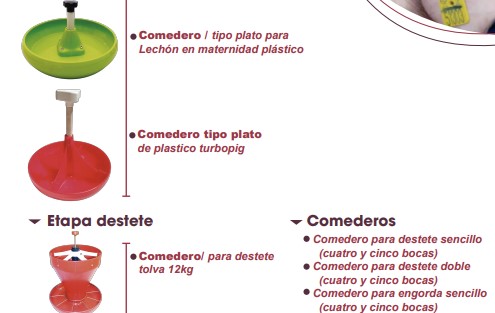 Comedero / tipo plato para
Lechón en maternidad plástico
Comedero tipo plato
de plastico turbopig
Etapa destete
Comedero/ para destete
tolva 12kg
Comederos
Comedero para destete sencillo
(cuatro y cinco bocas)
Comedero para destete doble
(cuatro y cinco bocas)
Comedero para engorda sencillo
(cuatro y cinco bocas)